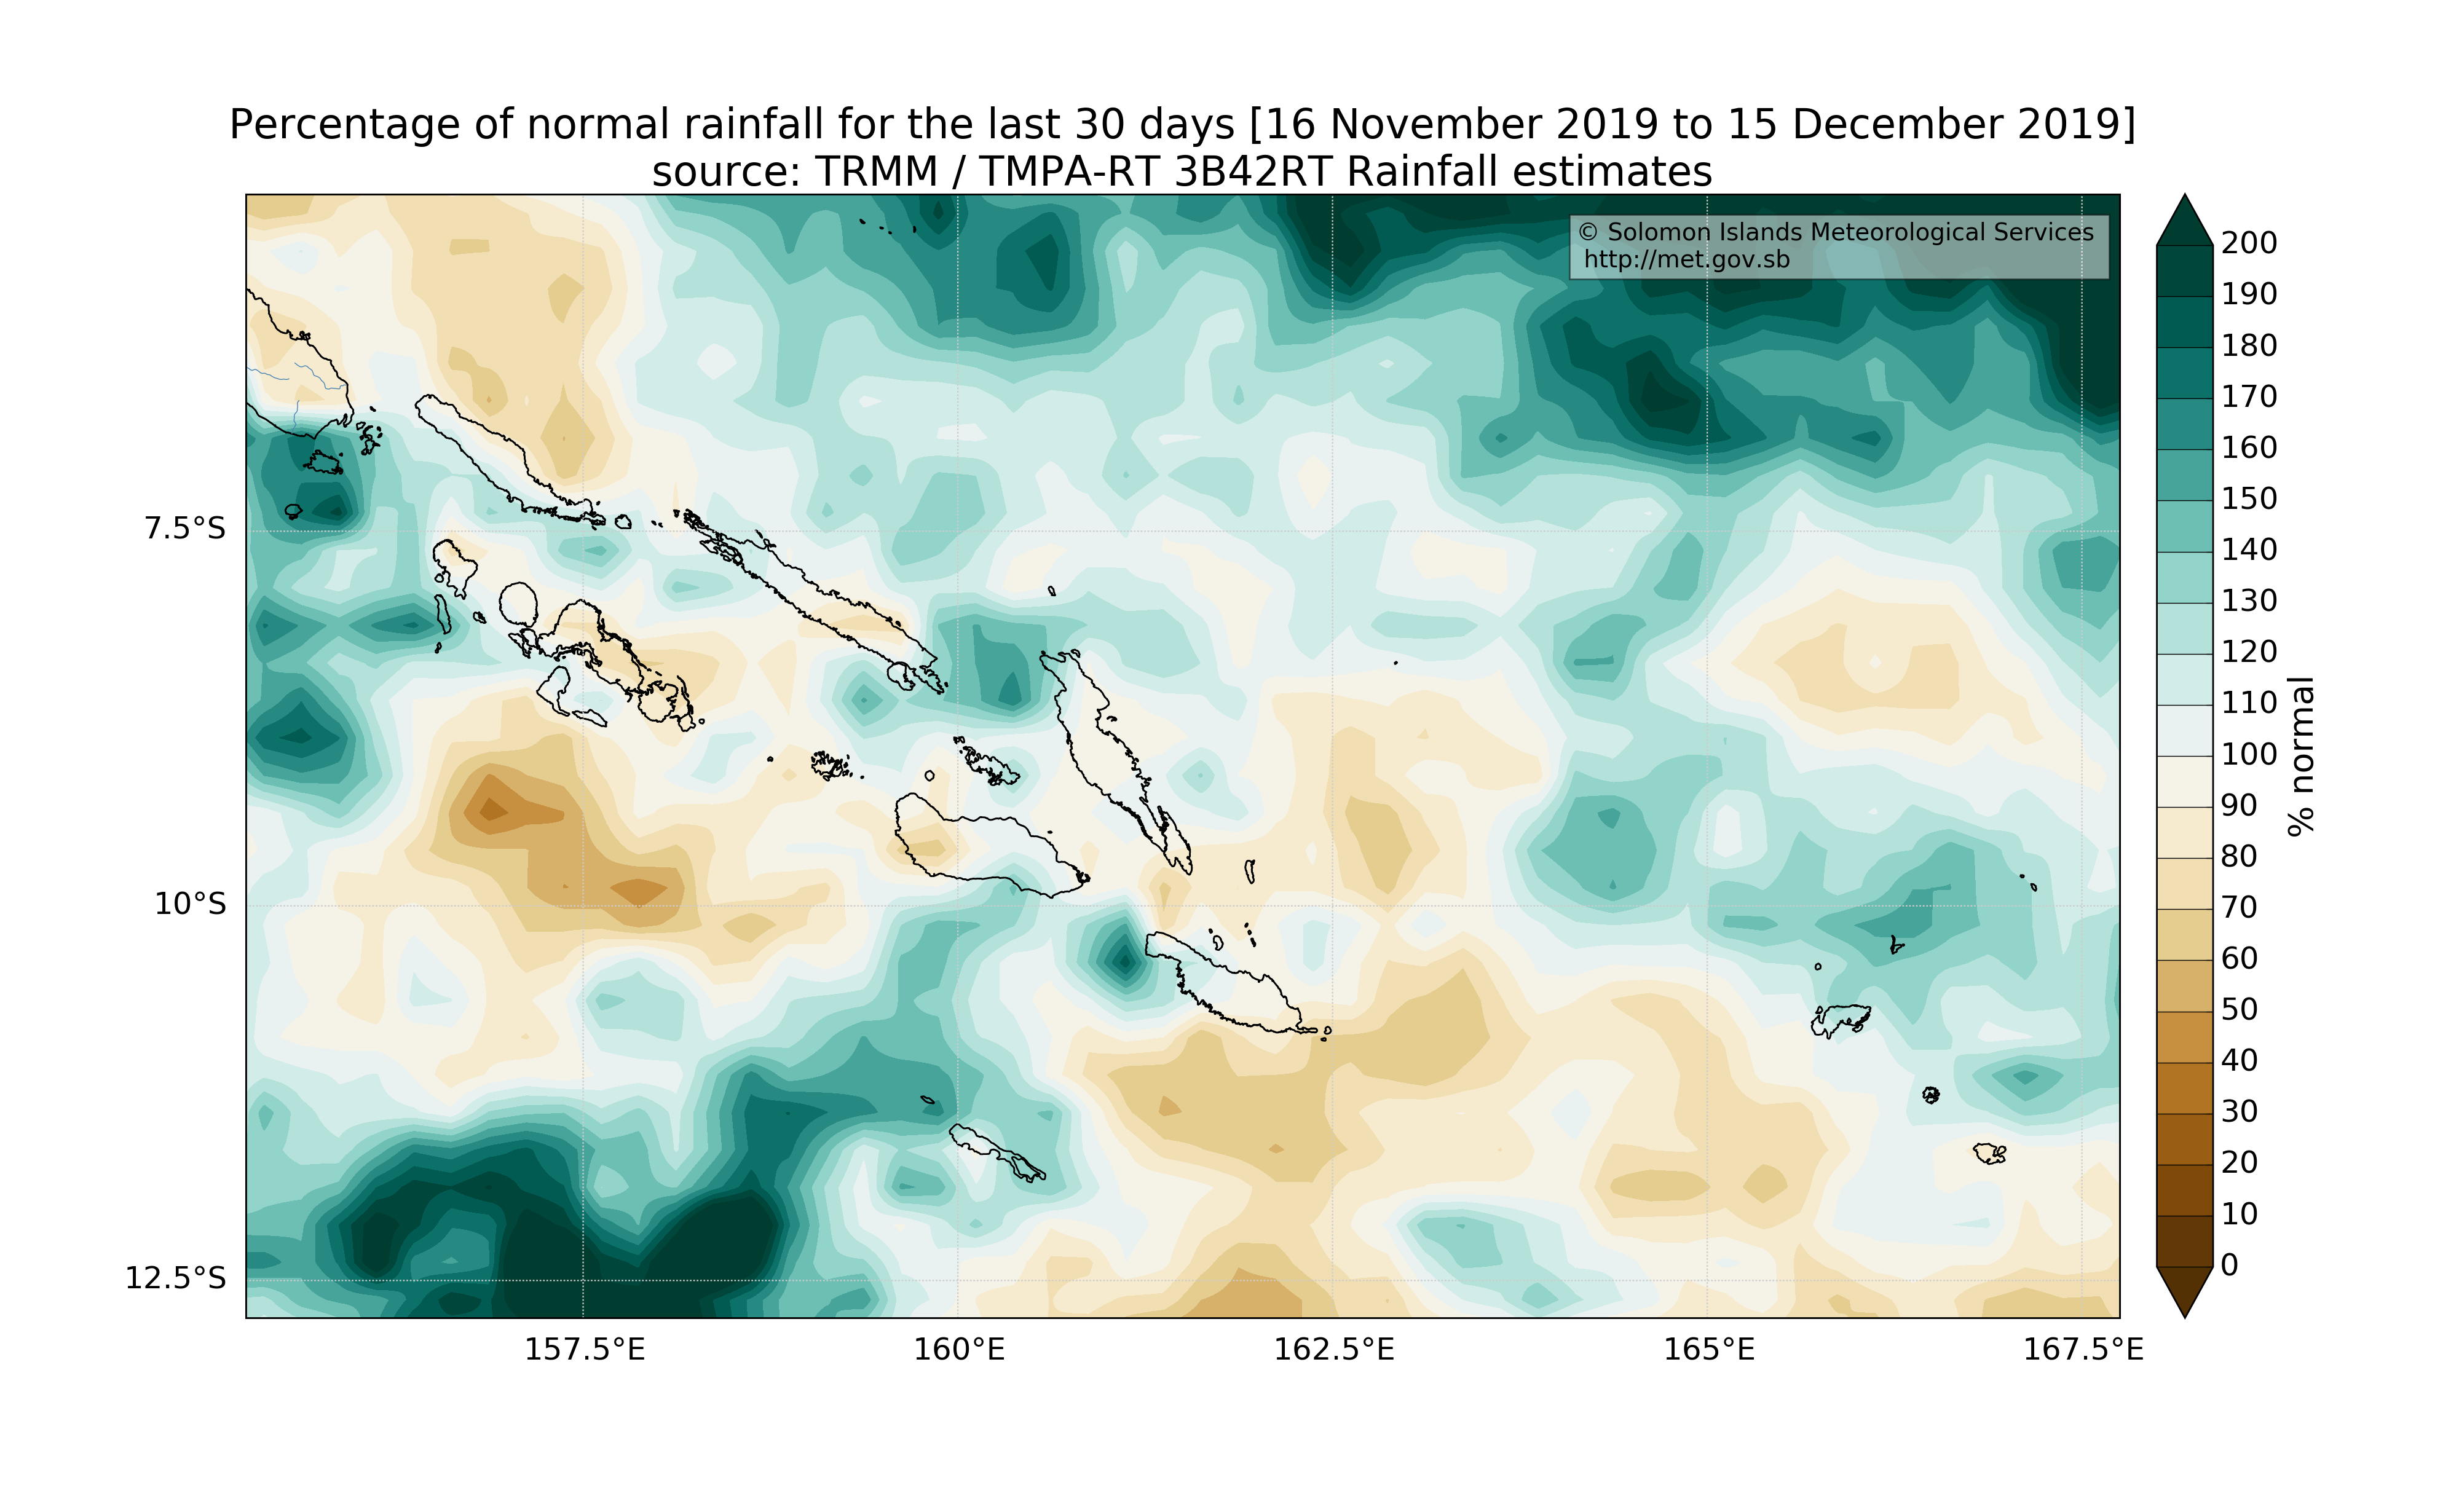 Percentage of normal rainfall for the last 30 days [16 November 2019 to 15 December 2019]
source: TRMM / TMPA-RT 3B42RT Rainfall estimates
© Solomon Islands Meteorological Services
http://met.gov.sb
7.5°S
10°S
12.5°S
157.5°E
160°E
162.5°E
165°E
167.5°E
200
190
180
170
160
150
140
130
120
110
100
90
80
70
60
50
40
30
20
10
0
% normal